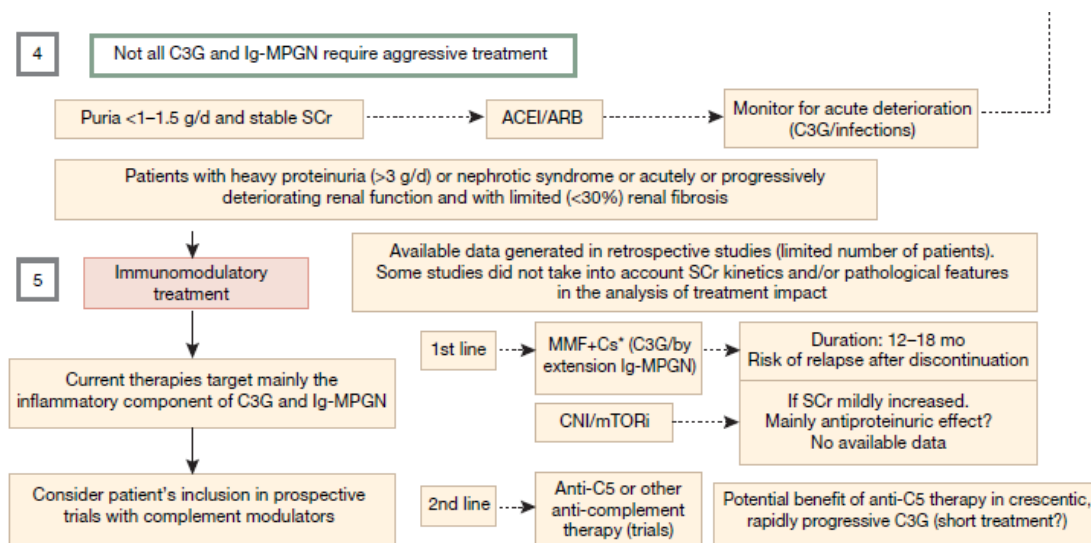 4
Not all C3G and Ig-MPGN require aggressive treatment
Puria <1–1.5 g/d and stable SCr
ACEI/ARB
Monitor for acute deterioration
(C3G/infections)
Patients with heavy proteinuria (>3 g/d) or nephrotic syndrome or acutely or progressively
deteriorating renal function and with limited (<30%) renal fibrosis
5
Immunomodulatory
treatment
Available data generated in retrospective studies (limited number of patients).
Some studies did not take into account SCr kinetics and/or pathological features
in the analysis of treatment impact
1st line
MMF+Cs* (C3G/by
extension Ig-MPGN)
Duration: 12–18 mo
Risk of relapse after discontinuation
Current therapies target mainly the
inflammatory component of C3G and Ig-MPGN
CNI/mTORi
If SCr mildly increased.
Mainly antiproteinuric effect?
No available data
Consider patient's inclusion in prospective
trials with complement modulators
2nd line
Anti-C5 or other
anti-complement
therapy (trials)
Potential benefit of anti-C5 therapy in crescentic,
rapidly progressive C3G (short treatment?)